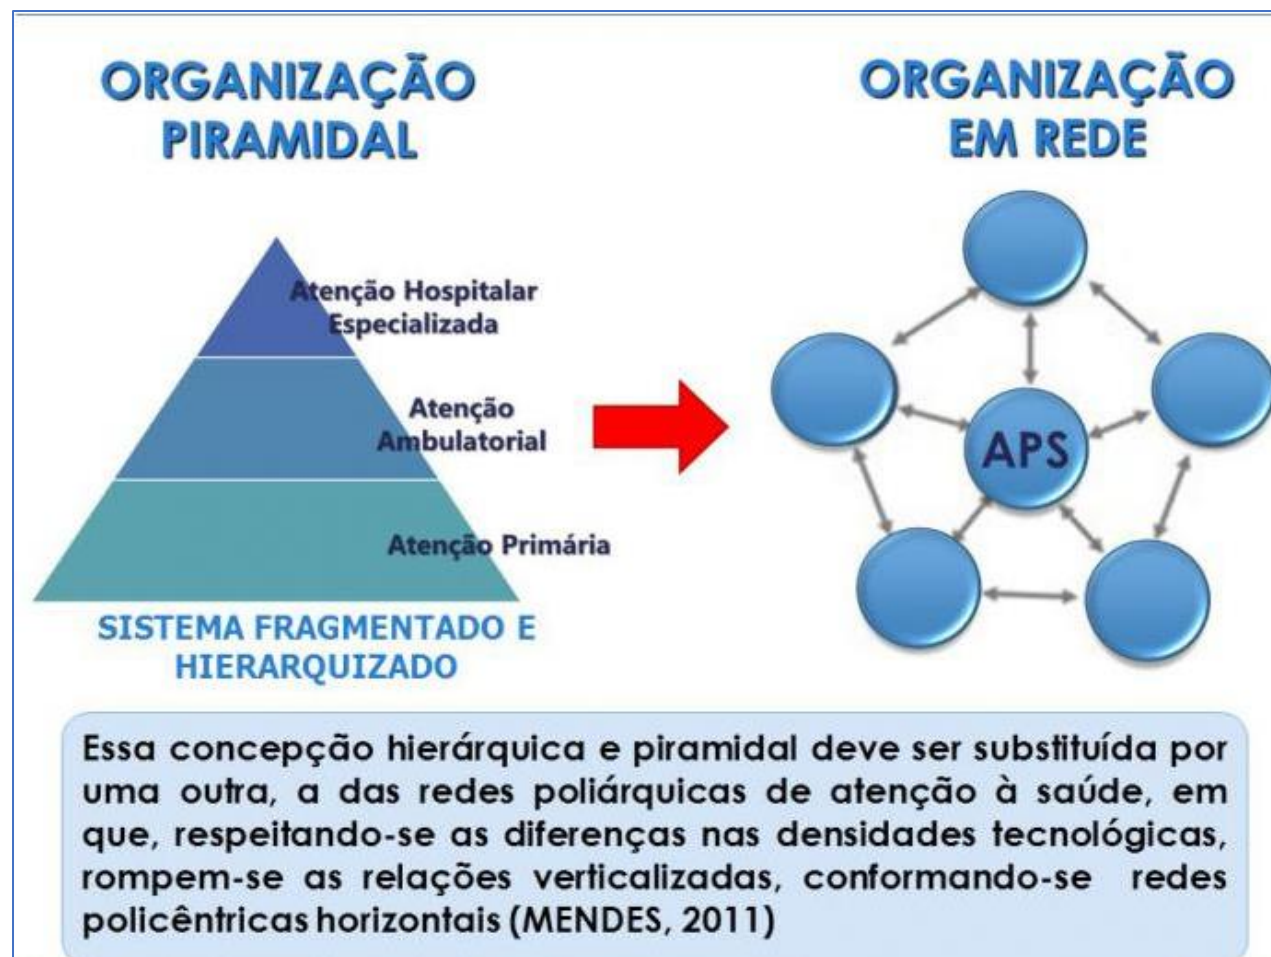 ORGANIZAÇÃO
PIRAMIDAL
Atenção Hospitalar
Especializada
Atenção
Ambulatorial
Atenção Primária
SISTEMA FRAGMENTADO E
HIERARQUIZADO
ORGANIZAÇÃO
EM REDE
APS
Essa concepção hierárquica e piramidal deve ser substituída por
uma outra, a das redes poliárquicas de atenção à saúde, em
que, respeitando-se as diferenças nas densidades tecnológicas,
rompem-se as relações verticalizadas, conformando-se redes
policêntricas horizontais (MENDES, 2011)